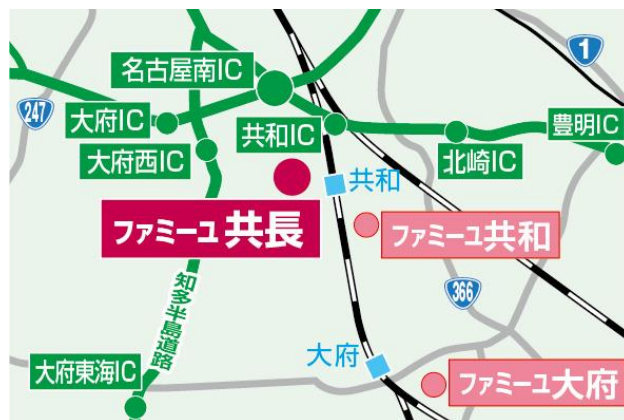 1
名古屋南IC
247
大府IC
共和IC
豊明IC
大府西IC
北崎IC
共和
ファミーユ共長
ファミーユ共和
知多半島道路
366
大府
大府東海IC
ファミーユ大府